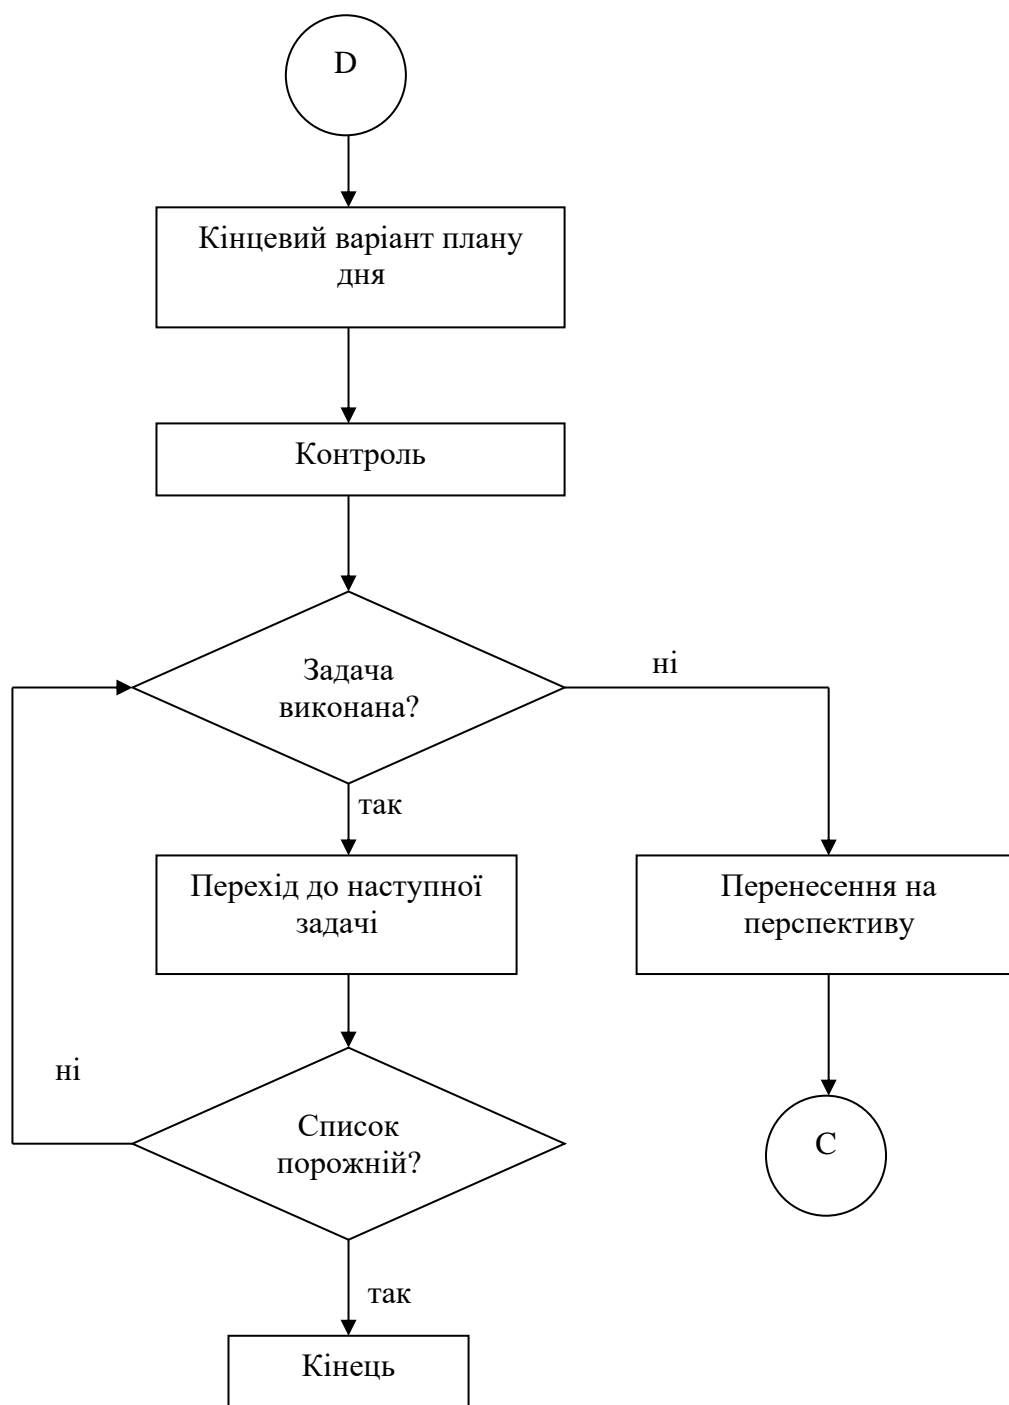 D
Кінцевий варіант плану
дня
Контроль
Задача
виконана?
ні
так
Перехід до наступної
задачі
Перенесення на
перспективу
ні
Список
порожній?
С
так
Кінець